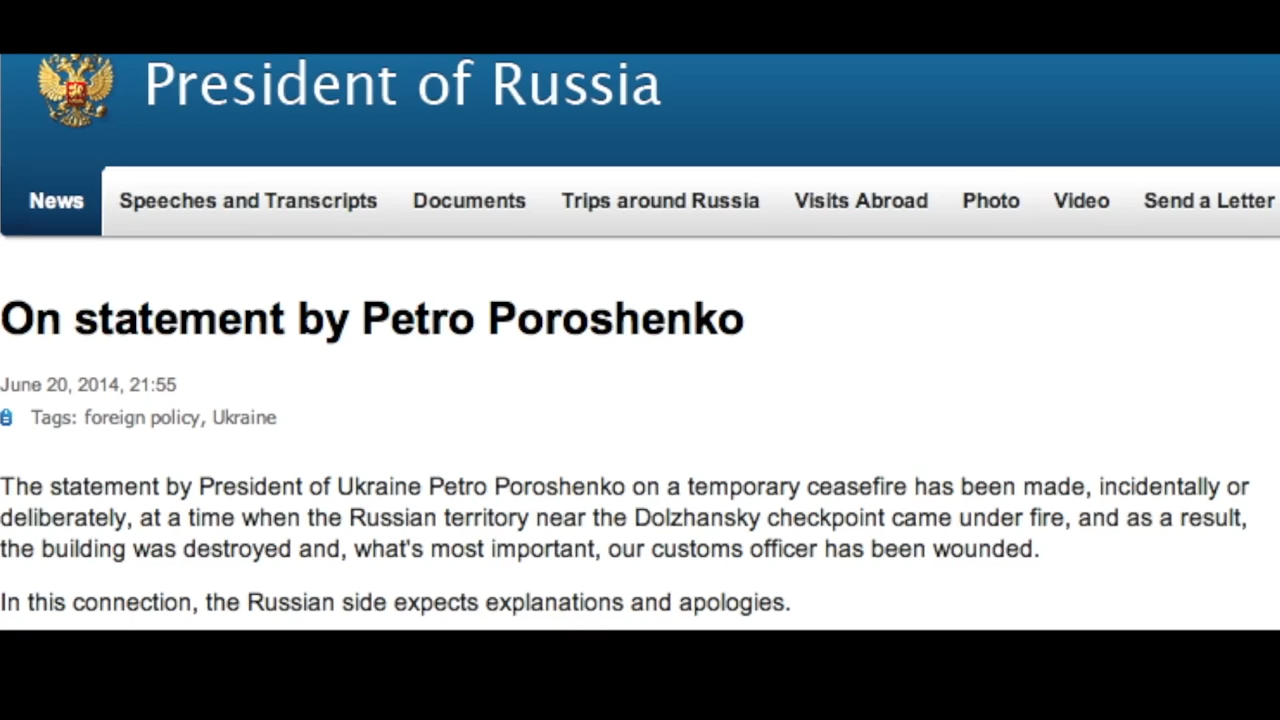 President of Russia
News Speeches and Transcripts Documents Trips around Russia Visits Abroad Photo Video Send a Letter
On statement by Petro Poroshenko
June 20, 2014, 21:55
Tags: foreign policy, Ukraine
The statement by President of Ukraine Petro Poroshenko on a temporary ceasefire has been made, incidentally or
deliberately, at a time when the Russian territory near the Dolzhansky checkpoint came under fire, and as a result,
the building was destroyed and, what's most important, our customs officer has been wounded.
In this connection, the Russian side expects explanations and apologies.